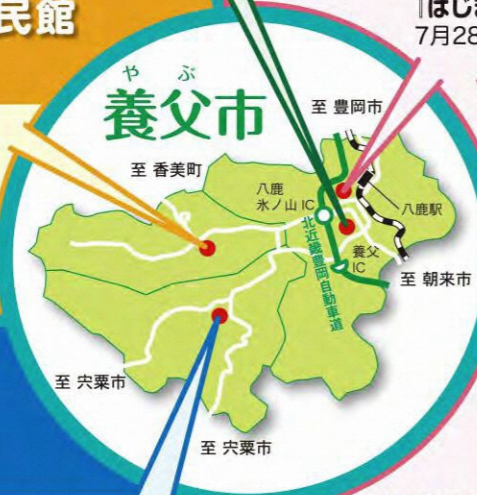 民館
『はじ
7月28
やぶ
養父市
至 豊岡市
至 香美町
八鹿
氷ノ山 IC
八鹿駅
北近畿豊岡自動車道
養父
IC
至 朝来市
至 宍粟市
至 宍粟市